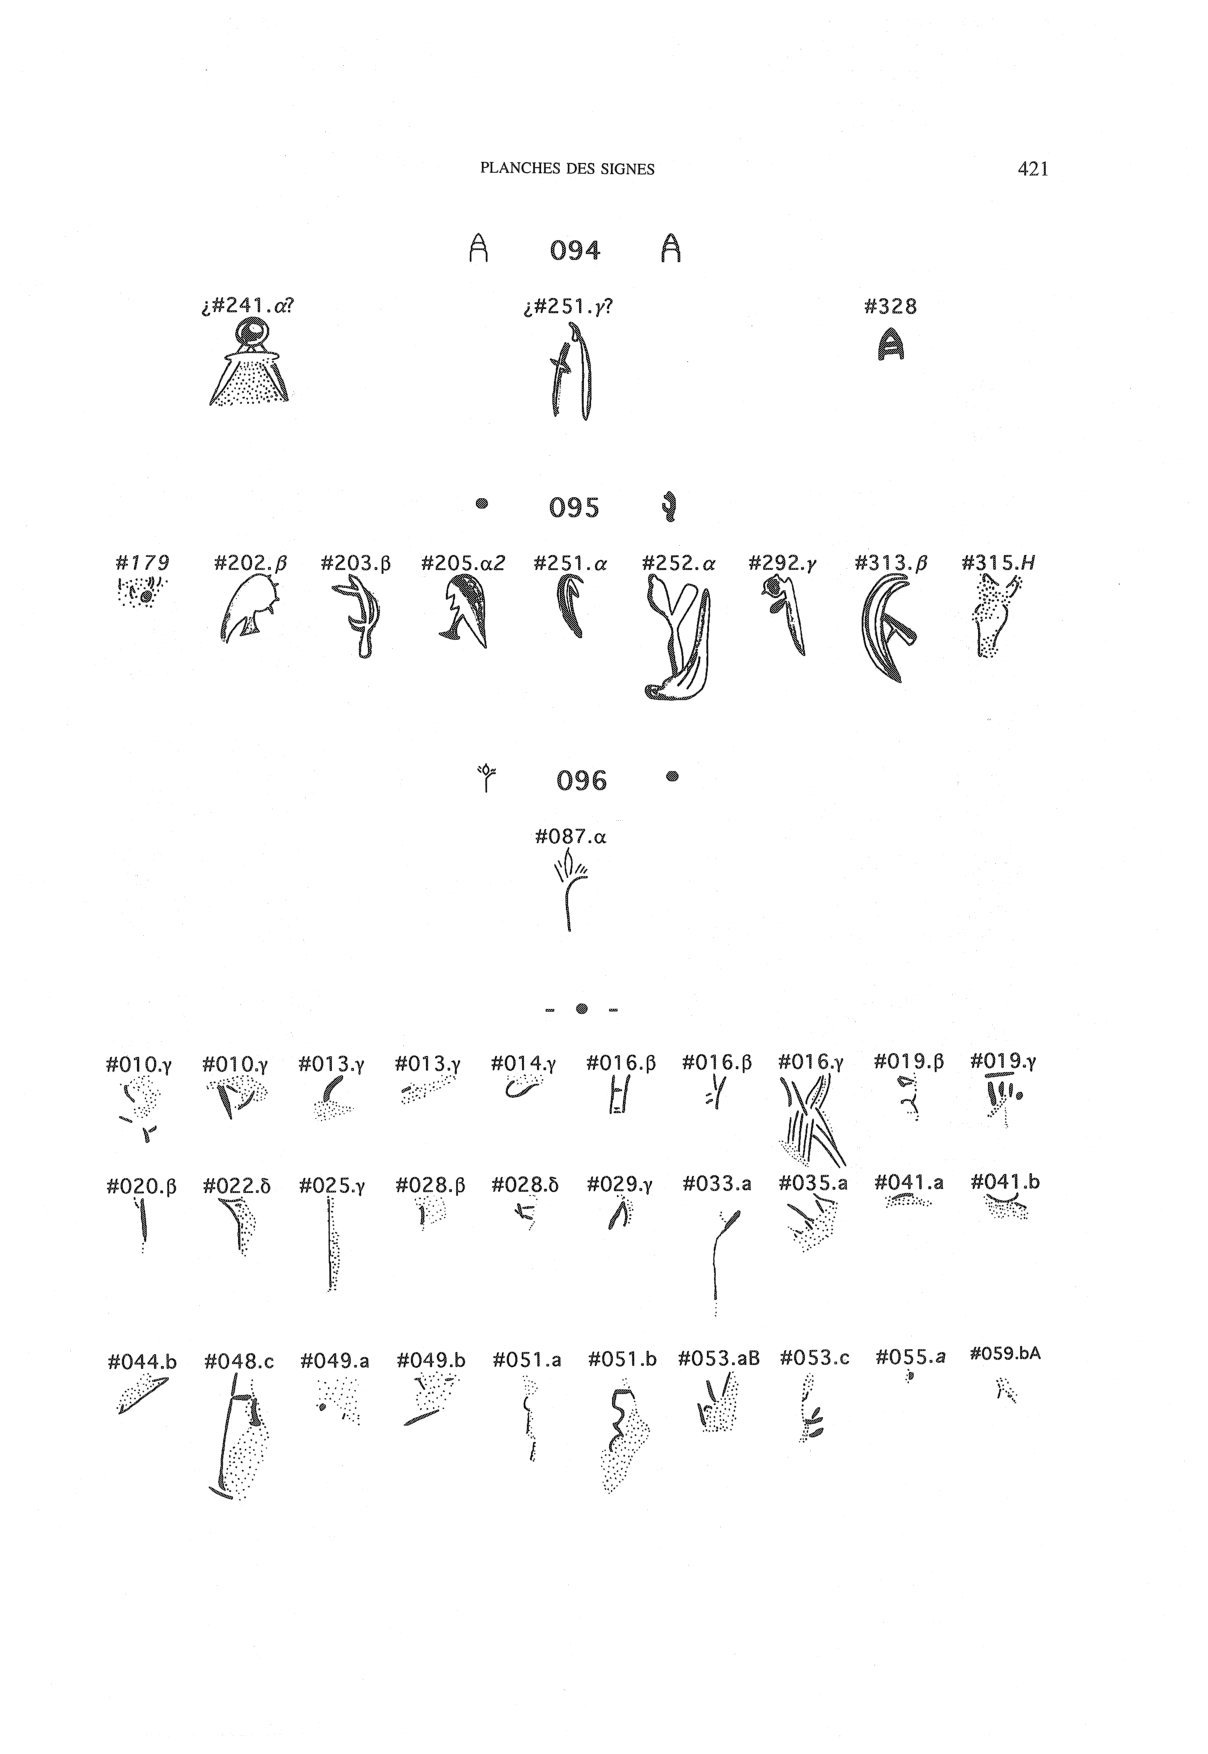 PLANCHES DES SIGNES 421
094
¿#241.α? ¿#251.γ? #328
• 095
#179 #202.β #203.β #205.α2 #251.α #252.α #292.γ #313.β #315.H
096 •
#087.α
- • -
#010.γ #010.γ #013.γ #013.γ #014.γ #016.β #016.β #016.γ #019.β #019.γ
#020.β #022.δ #025.γ #028.β #028.δ #029.γ #033.a #035.a #041.a #041.b
#044.b #048.c #049.a #049.b #051.a #051.b #053.aB #053.c #055.a #059.bA